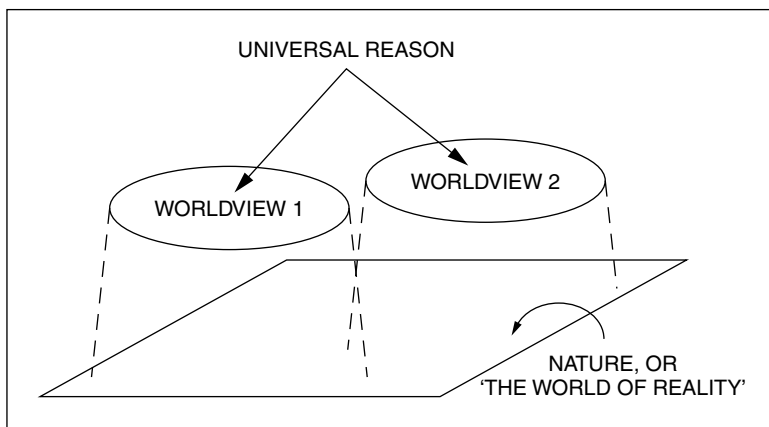 UNIVERSAL REASON
WORLDVIEW 1
WORLDVIEW 2
NATURE, OR
‘THE WORLD OF REALITY’